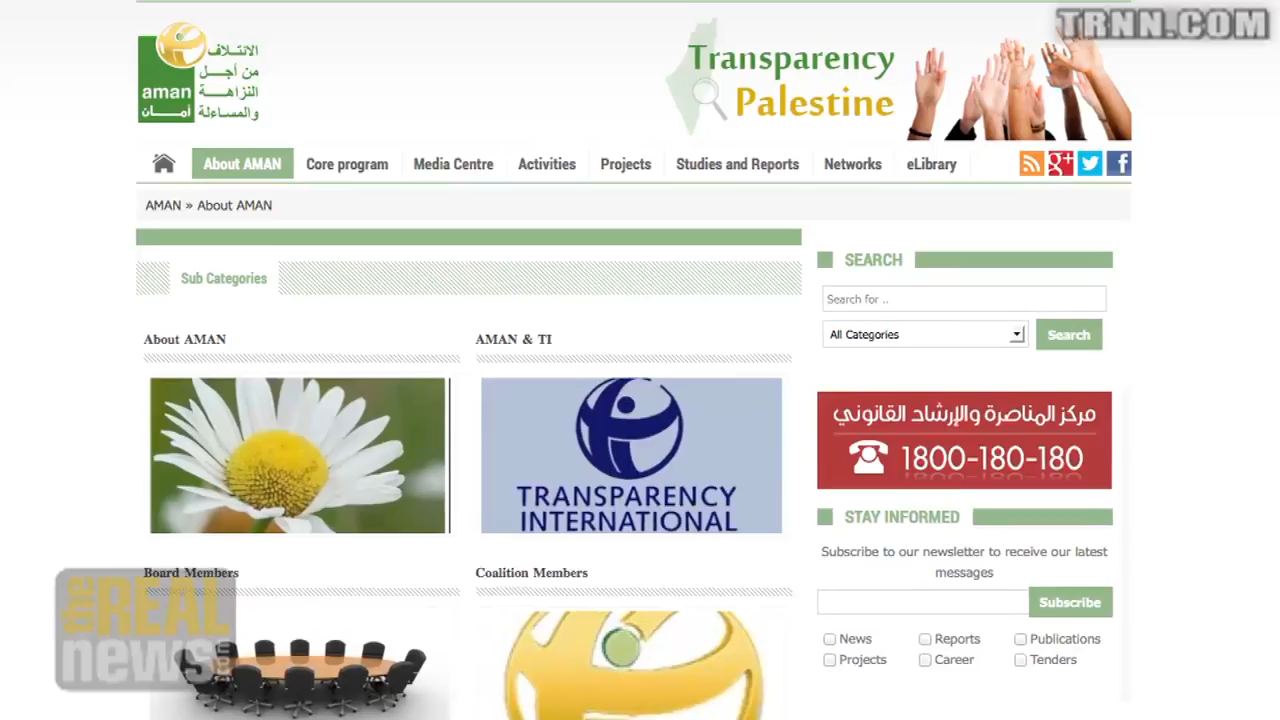 TRNN.COM
الائتلاف
من أجل
النزاهة
والمساءلة
aman
أمان
Transparency
Palestine
About AMAN
Core program
Media Centre
Activities
Projects
Studies and Reports
Networks
eLibrary
AMAN » About AMAN
Sub Categories
SEARCH
Search for ..
All Categories
Search
About AMAN
AMAN & TI
TRANSPARENCY
INTERNATIONAL
مركز المناصرة والإرشاد القانوني
1800-180-180
STAY INFORMED
Subscribe to our newsletter to receive our latest
messages
Subscribe
News
Reports
Publications
Projects
Career
Tenders
Board Members
Coalition Members
the
REAL
news